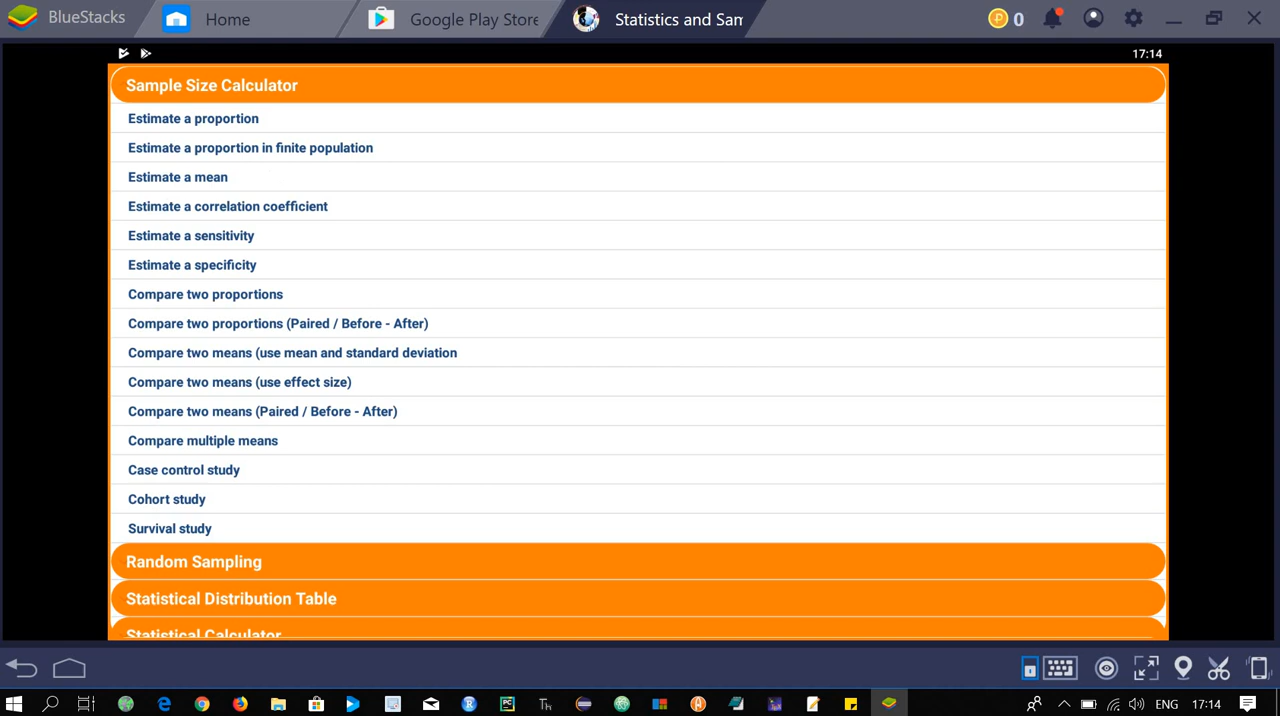 BlueStacks
Home
Google Play Store
Statistics and Sam
0
17:14
Sample Size Calculator
Estimate a proportion
Estimate a proportion in finite population
Estimate a mean
Estimate a correlation coefficient
Estimate a sensitivity
Estimate a specificity
Compare two proportions
Compare two proportions (Paired / Before - After)
Compare two means (use mean and standard deviation
Compare two means (use effect size)
Compare two means (Paired / Before - After)
Compare multiple means
Case control study
Cohort study
Survival study
Random Sampling
Statistical Distribution Table
Statistical Calculator
ENG 17:14